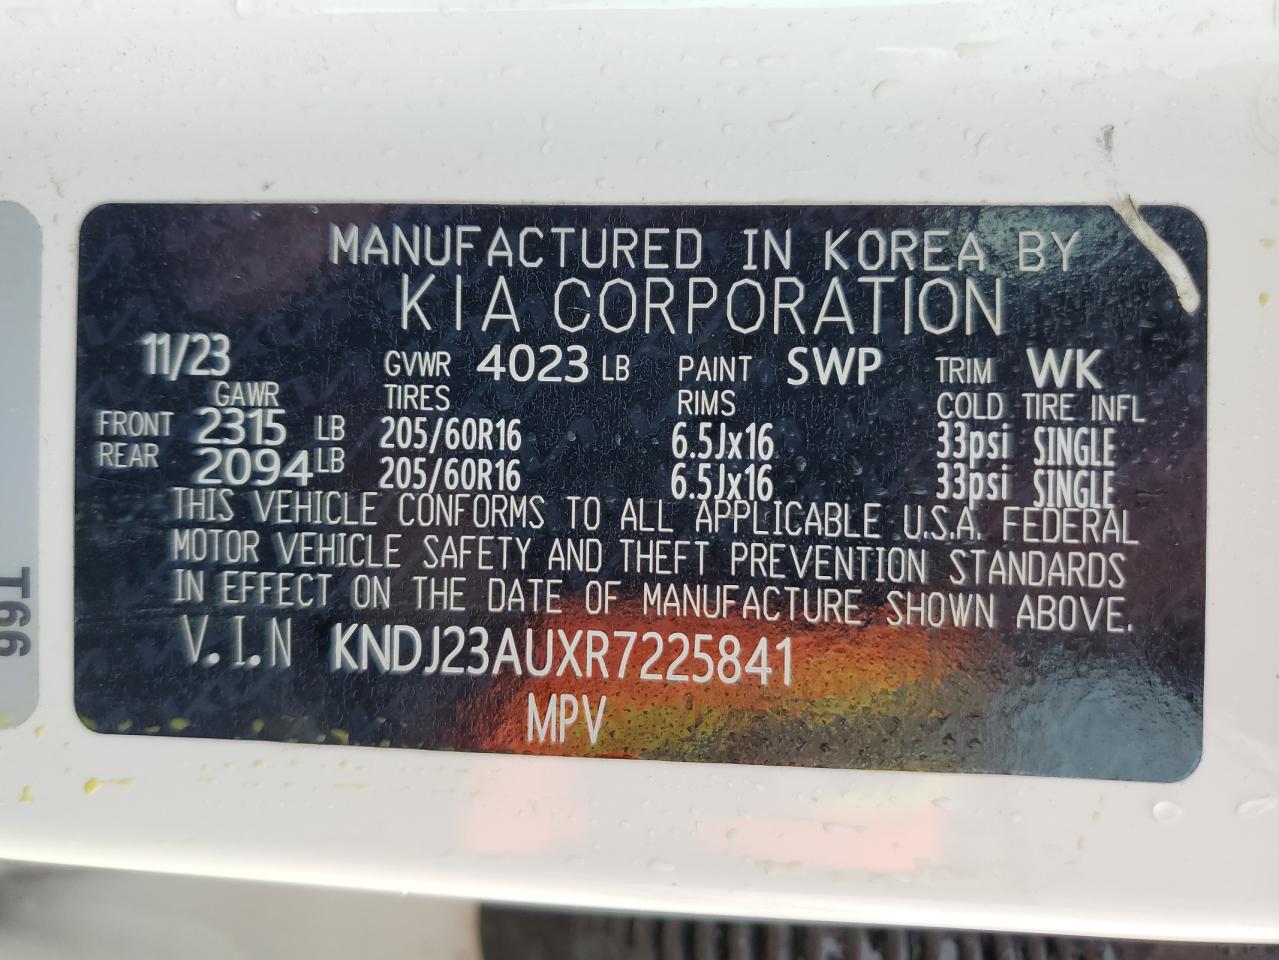 MANUFACTURED IN KOREA BY
KIA CORPORATION
11/23 GVWR 4023 LB PAINT SWP TRIM WK
GAWR TIRES RIMS COLD TIRE INFL
FRONT 2315 LB 205/60R16 6.5Jx16 33psi SINGLE
REAR 2094 LB 205/60R16 6.5Jx16 33psi SINGLE
THIS VEHICLE CONFORMS TO ALL APPLICABLE U.S.A. FEDERAL
MOTOR VEHICLE SAFETY AND THEFT PREVENTION STANDARDS
IN EFFECT ON THE DATE OF MANUFACTURE SHOWN ABOVE.
V.I.N KNDJ23AUXR7225841
MPV